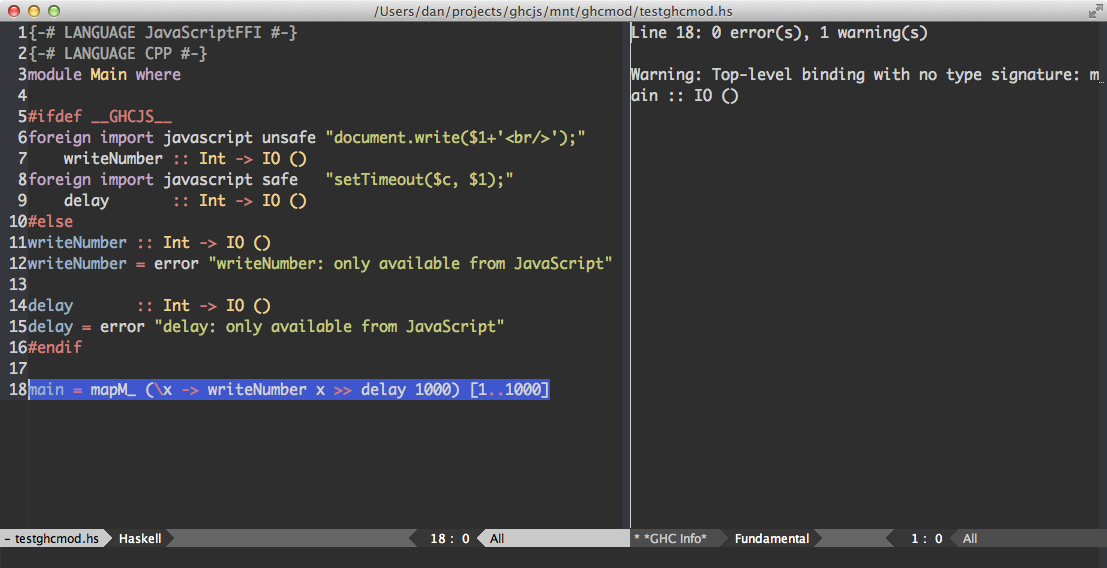 /Users/dan/projects/ghcjs/mnt/ghcmod/testghcmod.hs
1{-# LANGUAGE JavaScriptFFI #-}
2{-# LANGUAGE CPP #-}
3module Main where
4
5#ifdef __GHCJS__
6foreign import javascript unsafe "document.write($1+'<br/>');"
7    writeNumber :: Int -> IO ()
8foreign import javascript safe   "setTimeout($c, $1);"
9    delay       :: Int -> IO ()
10#else
11writeNumber :: Int -> IO ()
12writeNumber = error "writeNumber: only available from JavaScript"
13
14delay       :: Int -> IO ()
15delay = error "delay: only available from JavaScript"
16#endif
17
18main = mapM_ (\x -> writeNumber x >> delay 1000) [1..1000]
Line 18: 0 error(s), 1 warning(s)
Warning: Top-level binding with no type signature: m
ain :: IO ()
- testghcmod.hs Haskell 18: 0 All
* *GHC Info* Fundamental 1: 0 All